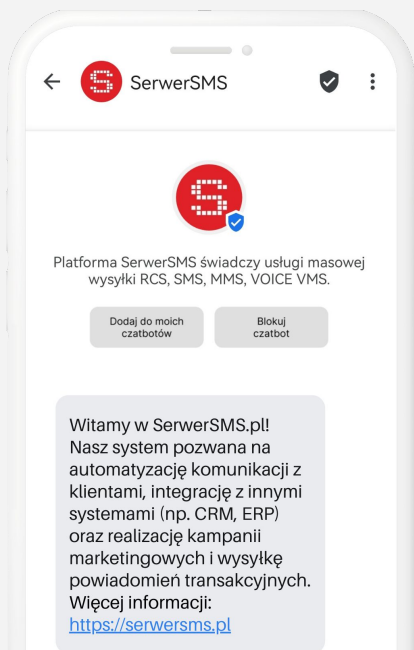 SerwerSMS
Platforma SerwerSMS świadczy usługi masowej
wysyłki RCS, SMS, MMS, VOICE VMS.
Dodaj do moich
czatbotów
Blokuj
czatbot
Witamy w SerwerSMS.pl!
Nasz system pozwana na
automatyzację komunikacji z
klientami, integrację z innymi
systemami (np. CRM, ERP)
oraz realizację kampanii
marketingowych i wysyłkę
powiadomień transakcyjnych.
Więcej informacji:
https://serwersms.pl